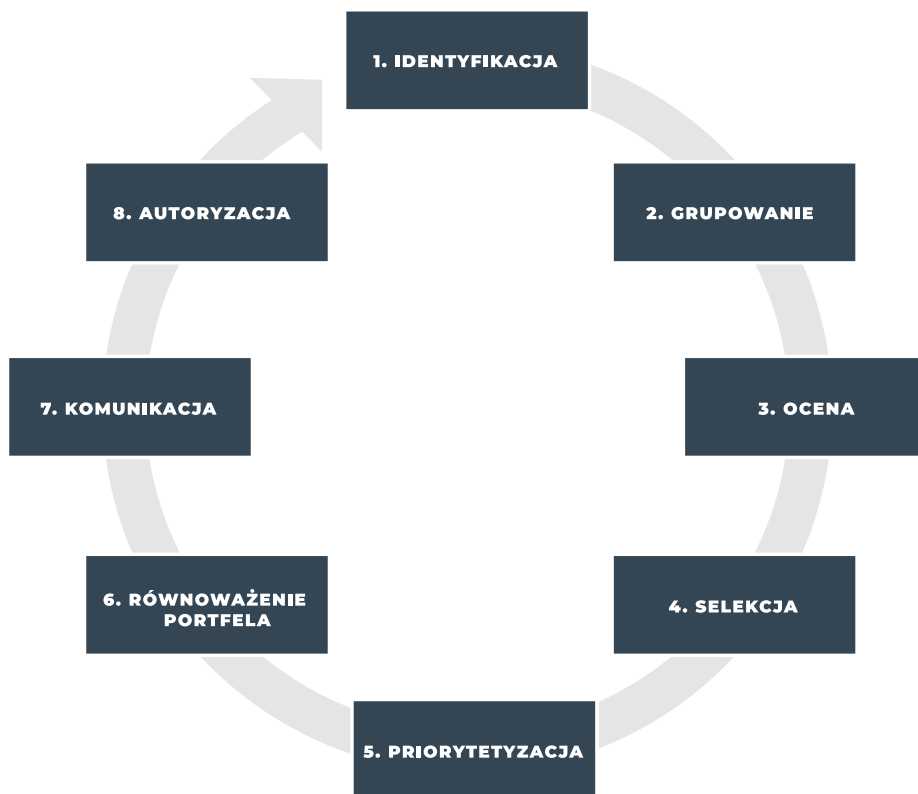 1. IDENTYFIKACJA
2. GRUPOWANIE
3. OCENA
4. SELEKCJA
5. PRIORYTETYZACJA
6. RÓWNOWAŻENIE
PORTFELA
7. KOMUNIKACJA
8. AUTORYZACJA